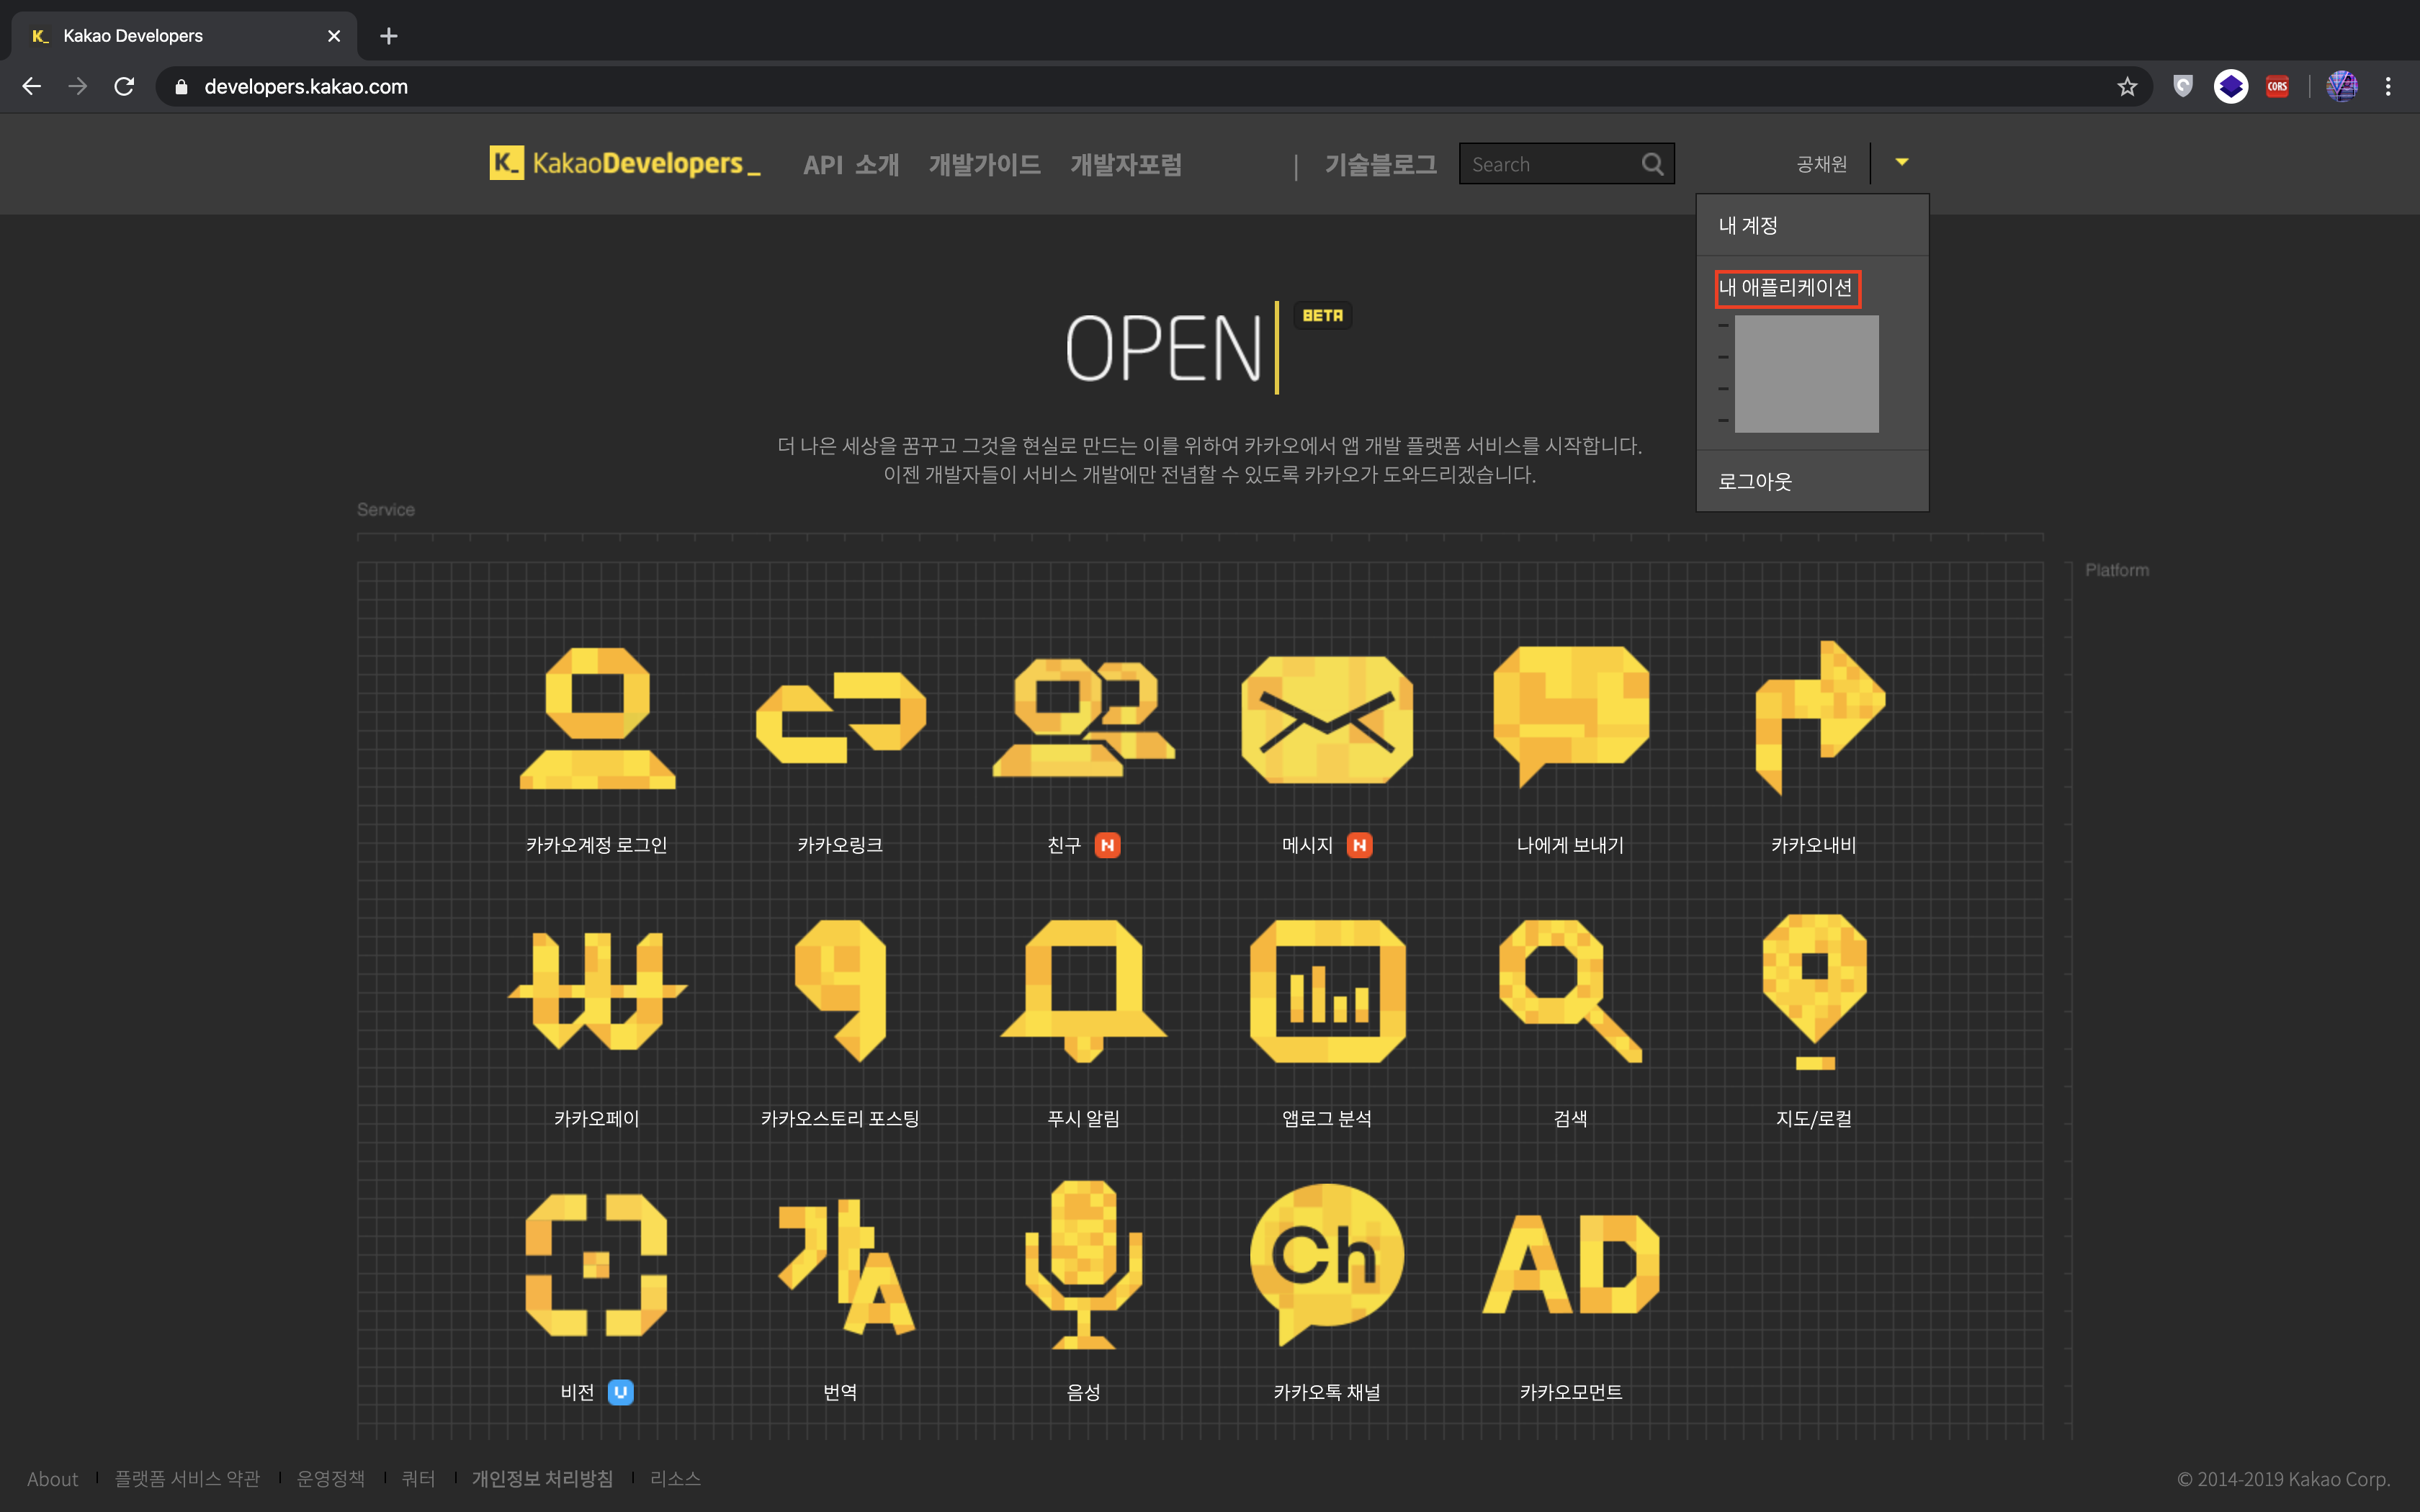 Kakao Developers
developers.kakao.com
CORS
K_ KakaoDevelopers_
API 소개 개발가이드 개발자포럼 | 기술블로그 Search 공채원
내 계정
내 애플리케이션
로그아웃
OPEN BETA
더 나은 세상을 꿈꾸고 그것을 현실로 만드는 이를 위하여 카카오에서 앱 개발 플랫폼 서비스를 시작합니다.
이젠 개발자들이 서비스 개발에만 전념할 수 있도록 카카오가 도와드리겠습니다.
Service
Platform
카카오계정 로그인 카카오링크 친구 N 메시지 N 나에게 보내기 카카오내비
카카오페이 카카오스토리 포스팅 푸시 알림 앱로그 분석 검색 지도/로컬
가A Ch AD
비전 U 번역 음성 카카오톡 채널 카카오모먼트
About 플랫폼 서비스 약관 운영정책 쿼터 개인정보 처리방침 리소스 © 2014-2019 Kakao Corp.